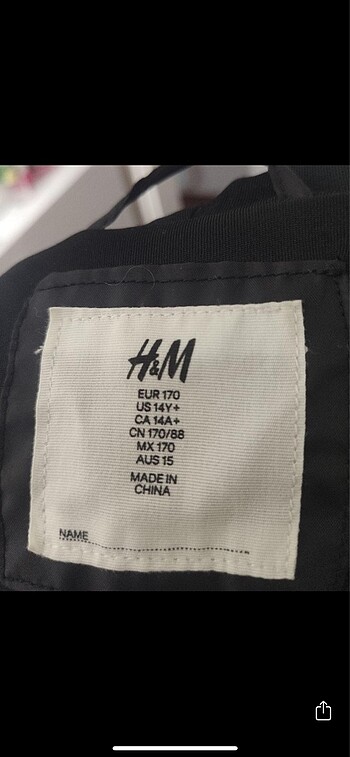 H&M
EUR 170
US 14Y+
CA 14A+
CN 170/88
MX 170
AUS 15
MADE IN
CHINA
NAME